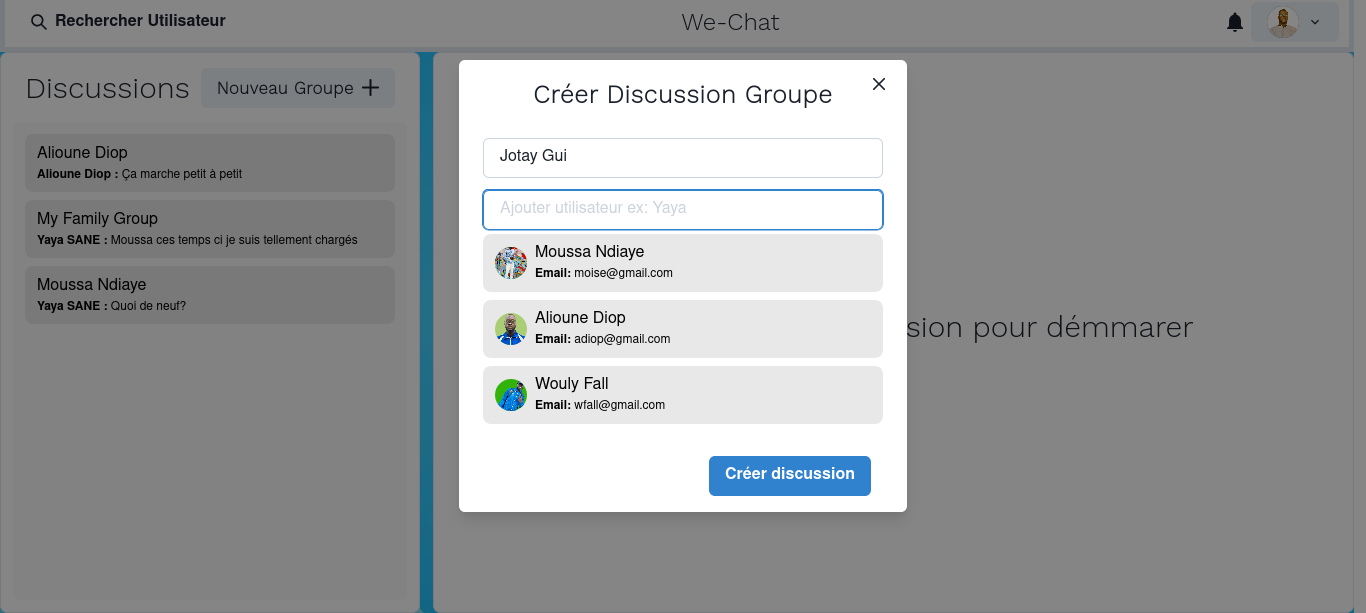 Rechercher Utilisateur
We-Chat
Discussions
Nouveau Groupe
Alioune Diop
Alioune Diop : Ça marche petit à petit
My Family Group
Yaya SANE : Moussa ces temps ci je suis tellement chargés
Moussa Ndiaye
Yaya SANE : Quoi de neuf?
Créer Discussion Groupe
Jotay Gui
Ajouter utilisateur ex: Yaya
Moussa Ndiaye
Email: moise@gmail.com
Alioune Diop
Email: adiop@gmail.com
Wouly Fall
Email: wfall@gmail.com
Créer discussion
sion pour démmarer